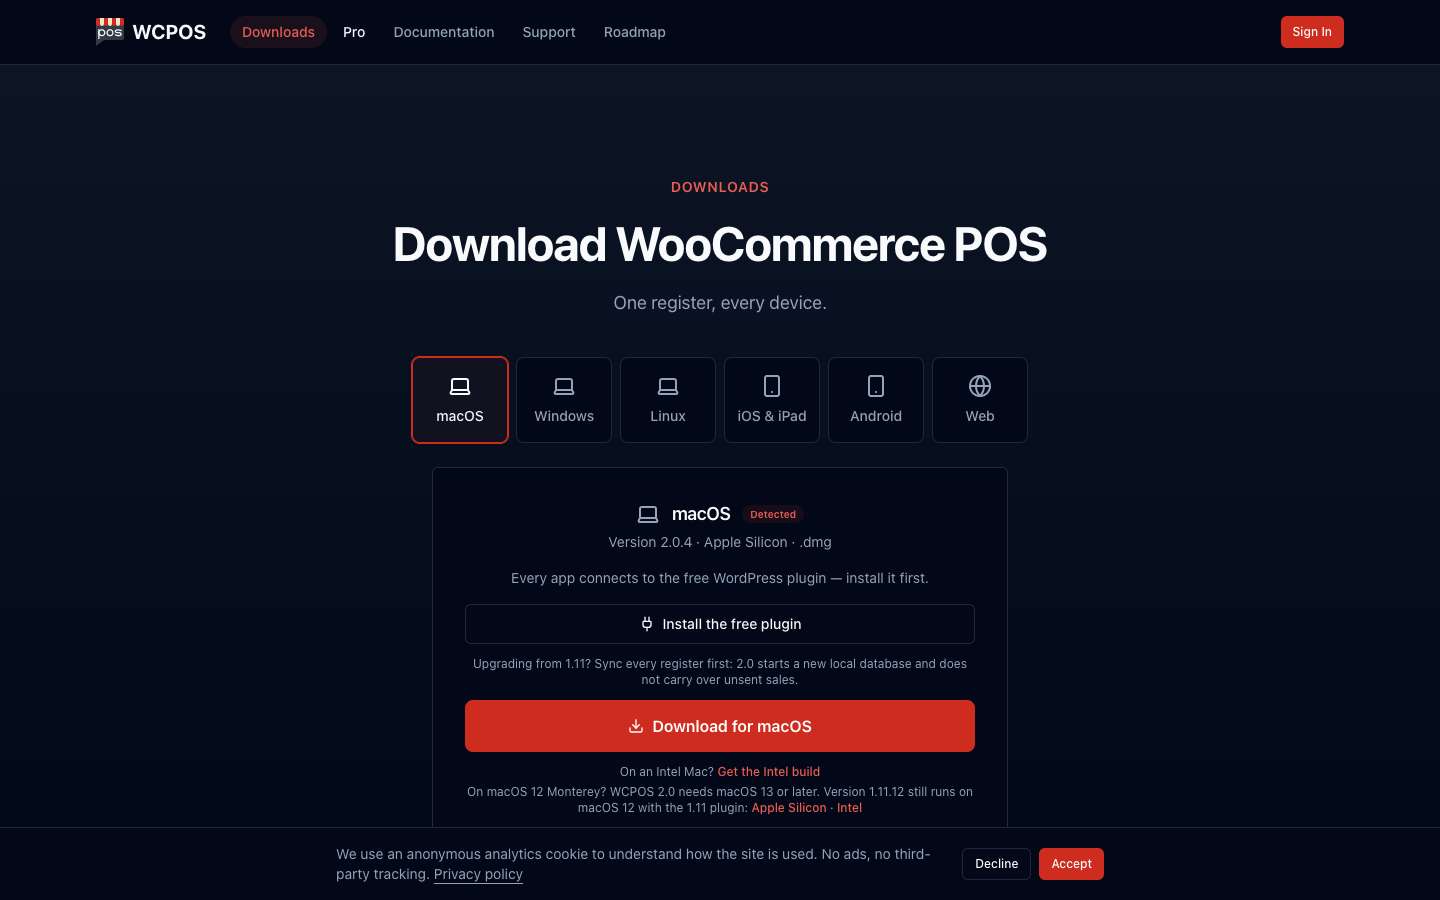 pos WCPOS Downloads Pro Documentation Support Roadmap Sign In
DOWNLOADS
Download WooCommerce POS
One register, every device.
macOS Windows Linux iOS & iPad Android Web
macOS Detected
Version 2.0.4 · Apple Silicon · .dmg
Every app connects to the free WordPress plugin — install it first.
Install the free plugin
Upgrading from 1.11? Sync every register first: 2.0 starts a new local database and does
not carry over unsent sales.
Download for macOS
On an Intel Mac? Get the Intel build
On macOS 12 Monterey? WCPOS 2.0 needs macOS 13 or later. Version 1.11.12 still runs on
macOS 12 with the 1.11 plugin: Apple Silicon · Intel
We use an anonymous analytics cookie to understand how the site is used. No ads, no third-
party tracking. Privacy policy
Decline Accept